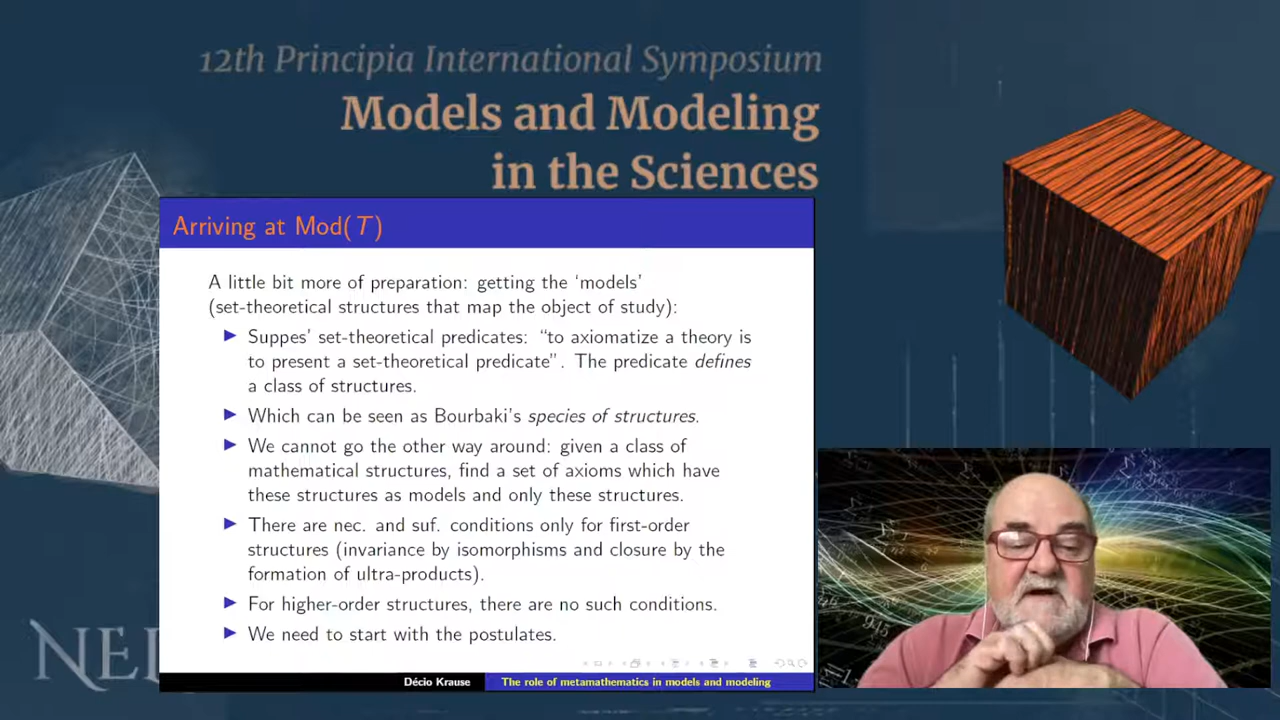 12th Principia International Symposium
Models and Modeling
in the Sciences
Arriving at Mod(T)
A little bit more of preparation: getting the ‘models’
(set-theoretical structures that map the object of study):
▶ Suppes’ set-theoretical predicates: “to axiomatize a theory is
to present a set-theoretical predicate”. The predicate defines
a class of structures.
▶ Which can be seen as Bourbaki’s species of structures.
▶ We cannot go the other way around: given a class of
mathematical structures, find a set of axioms which have
these structures as models and only these structures.
▶ There are nec. and suf. conditions only for first-order
structures (invariance by isomorphisms and closure by the
formation of ultra-products).
▶ For higher-order structures, there are no such conditions.
▶ We need to start with the postulates.
Décio Krause
The role of metamathematics in models and modeling
NEL
945